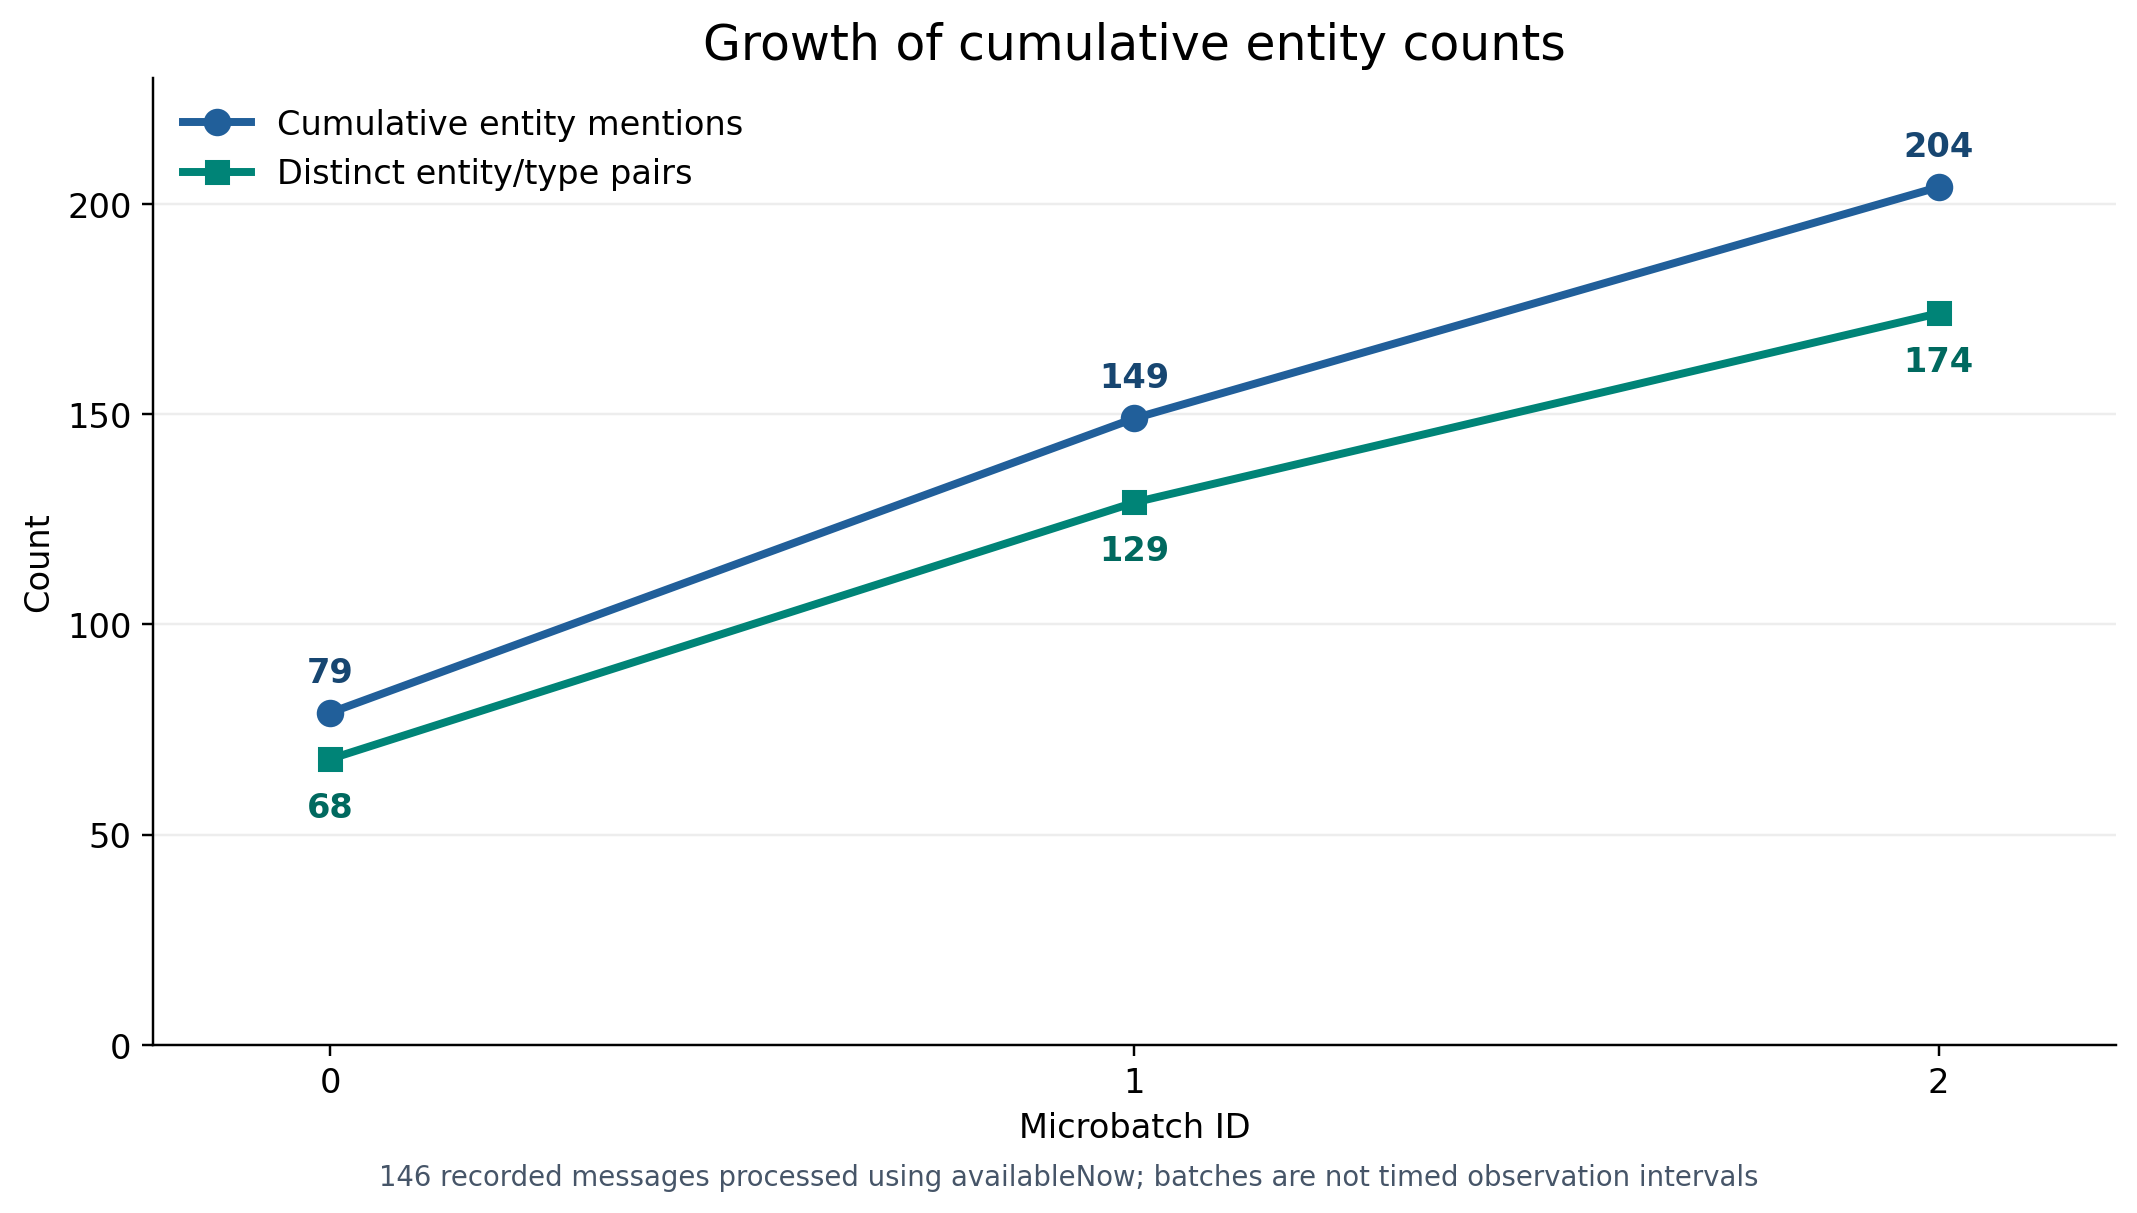 Growth of cumulative entity counts
Cumulative entity mentions
Distinct entity/type pairs
204
200
174
149
150
129
Count
100
79
68
50
0
0 1 2
Microbatch ID
146 recorded messages processed using availableNow; batches are not timed observation intervals